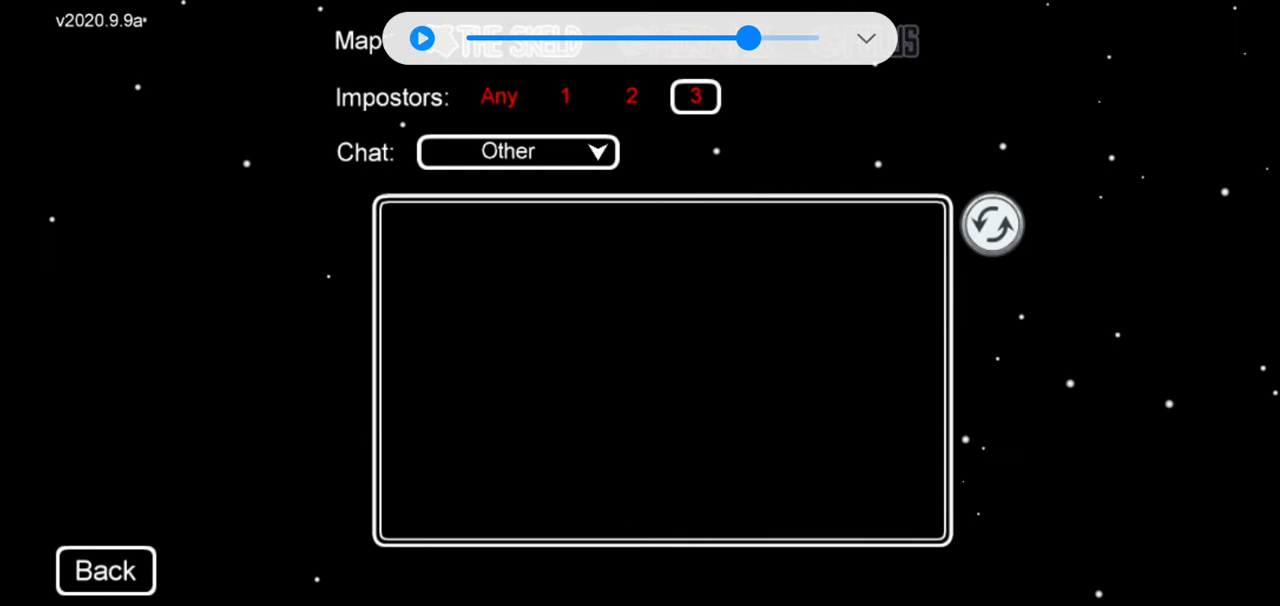 v2020.9.9a
Map THE SKELD
Impostors: Any 1 2 3
Chat: Other
Back